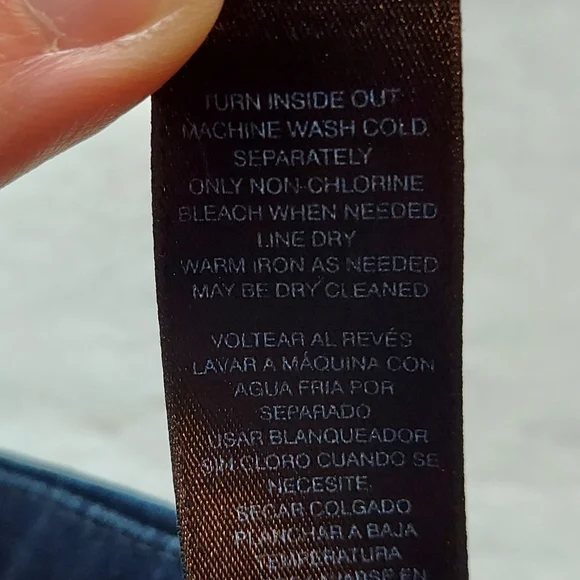 TURN INSIDE OUT
MACHINE WASH COLD
SEPARATELY
ONLY NON-CHLORINE
BLEACH WHEN NEEDED
LINE DRY
WARM IRON AS NEEDED
MAY BE DRY CLEANED
VOLTEAR AL REVÉS
LAVAR A MÁQUINA CON
AGUA FRIA POR
SEPARADO
USAR BLANQUEADOR
SIN CLORO CUANDO SE
NECESITE
SECAR COLGADO
PLANCHAR A BAJA
TEMPERATURA
EN